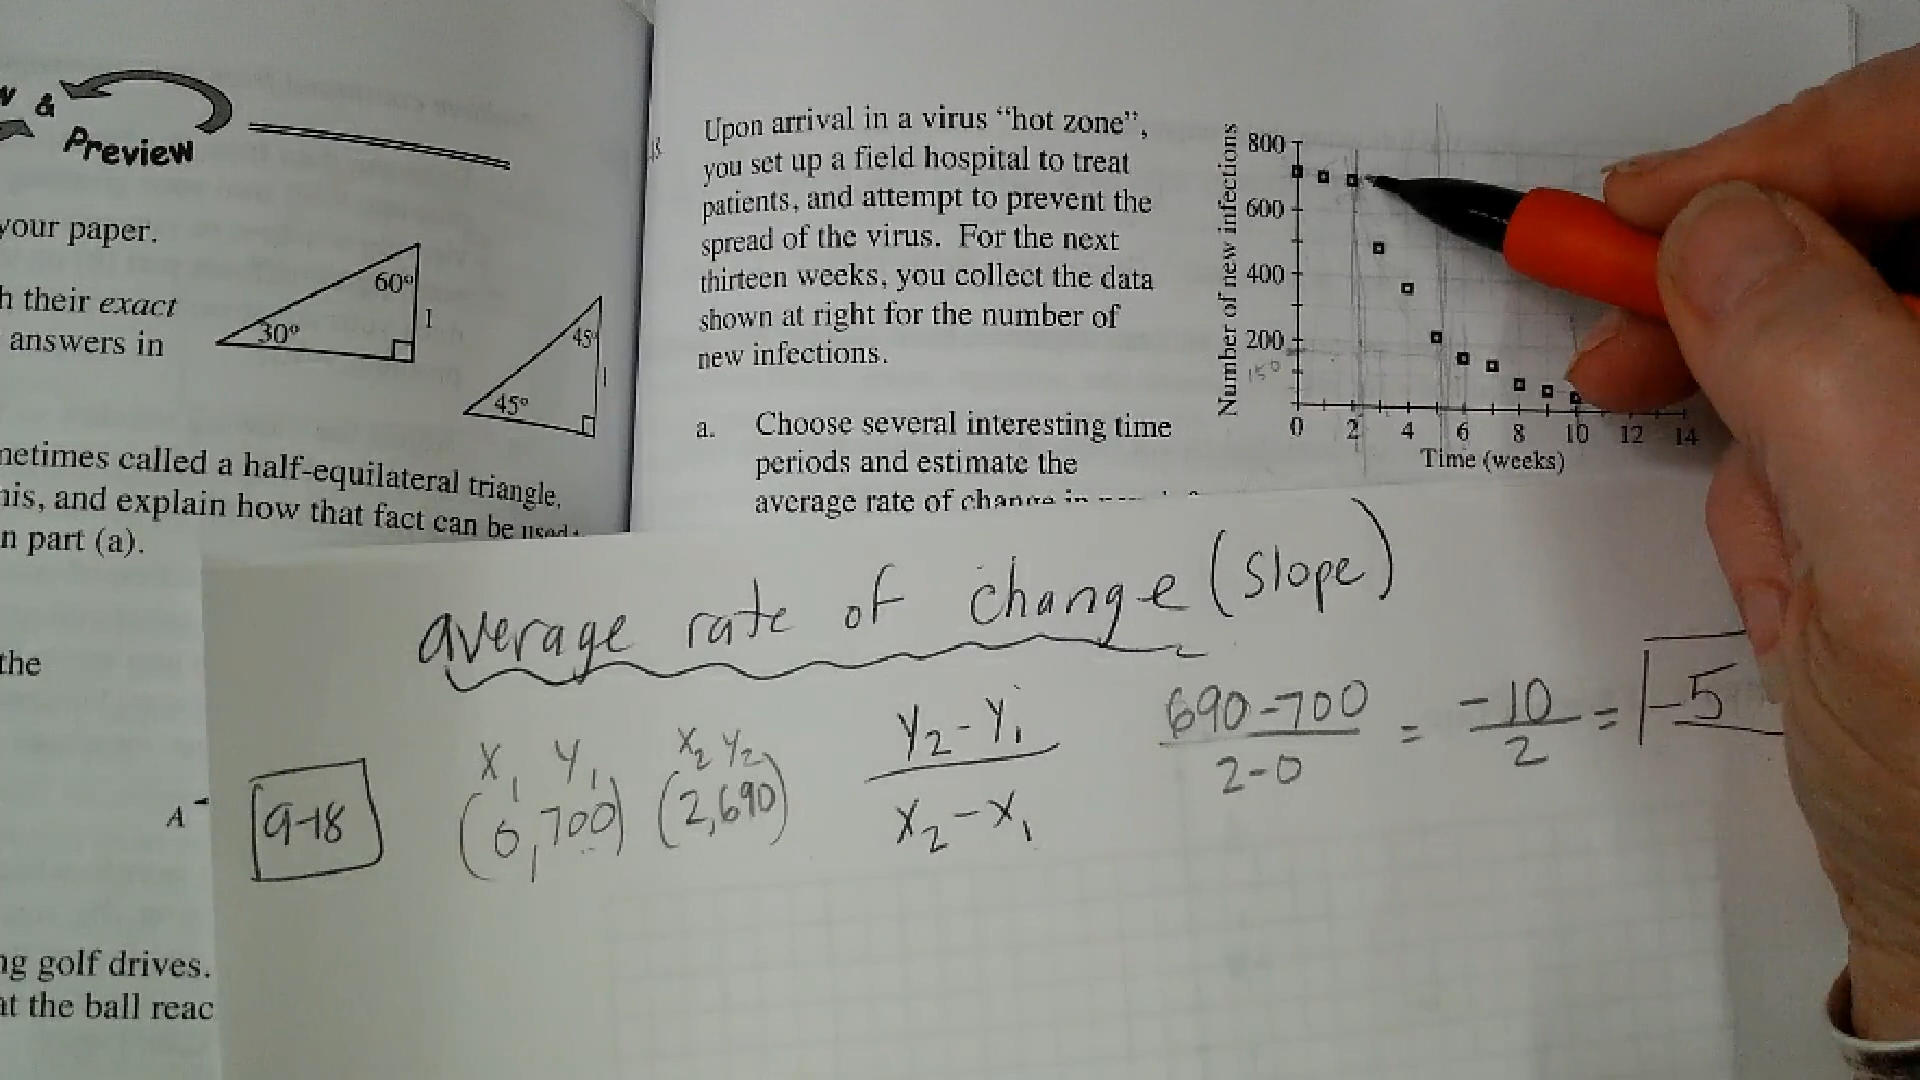 &
Preview
your paper.
h their exact
answers in
60°
30°
1
45°
45°
1
metimes called a half-equilateral triangle.
his, and explain how that fact can be used
n part (a).
the
A
ng golf drives.
at the ball reac
Upon arrival in a virus “hot zone”,
you set up a field hospital to treat
patients, and attempt to prevent the
spread of the virus. For the next
thirteen weeks, you collect the data
shown at right for the number of
new infections.
a. Choose several interesting time
periods and estimate the
average rate of change in
Number of new infections
800
600
400
200
150
0 2 4 6 8 10 12 14
Time (weeks)
average rate of change (slope)
9-18
x₁ y₁ x₂ y₂
(0,700) (2,690)
y₂-y₁
x₂-x₁
690-700
2-0
= -10
2
= -5